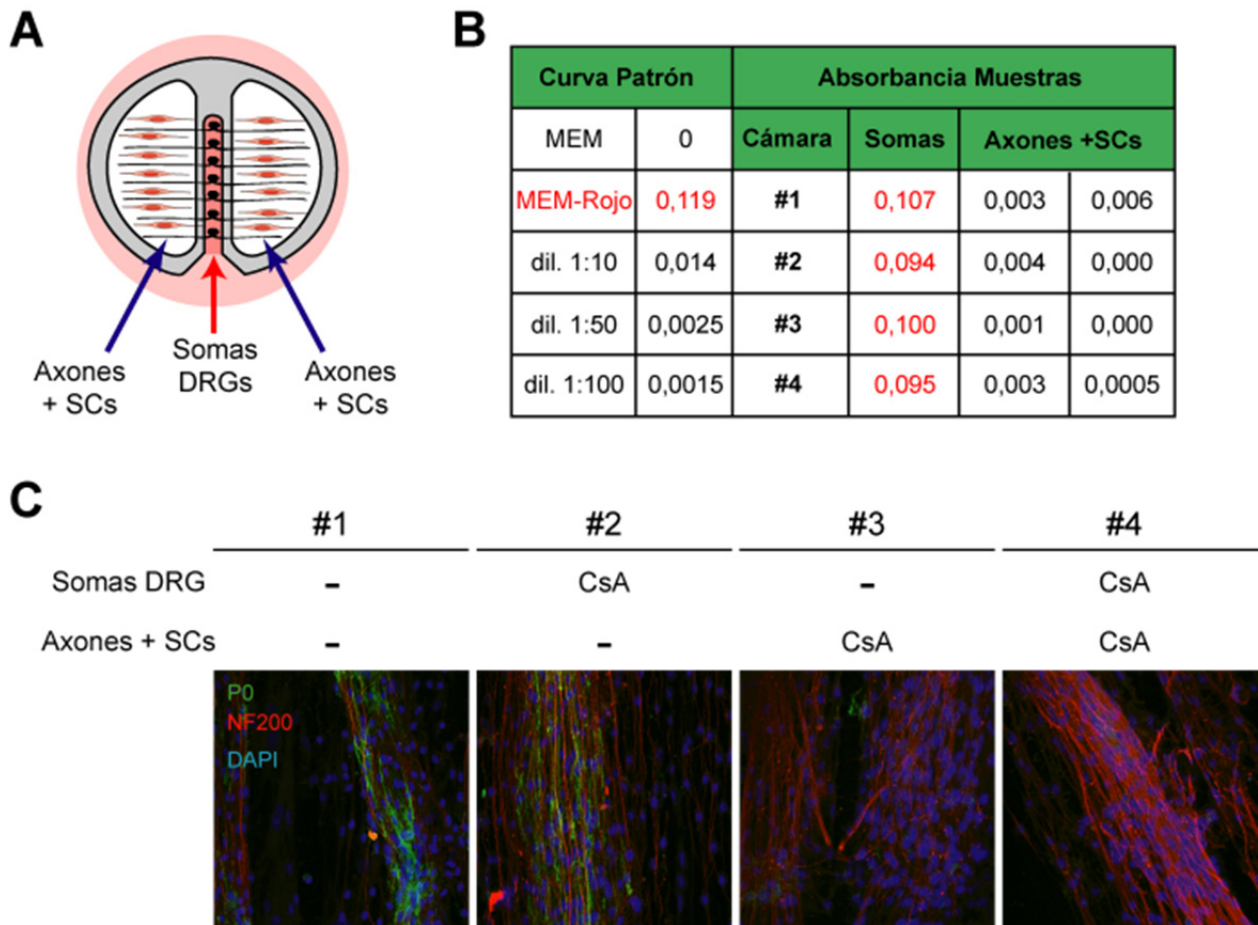 A
Axones
+ SCs
Somas
DRGs
Axones
+ SCs
B
Curva Patrón Absorbancia Muestras
MEM 0 Cámara Somas Axones +SCs
MEM-Rojo 0,119 #1 0,107 0,003 0,006
dil. 1:10 0,014 #2 0,094 0,004 0,000
dil. 1:50 0,0025 #3 0,100 0,001 0,000
dil. 1:100 0,0015 #4 0,095 0,003 0,0005
C
#1 #2 #3 #4
Somas DRG - CsA - CsA
Axones + SCs - - CsA CsA
P0
NF200
DAPI